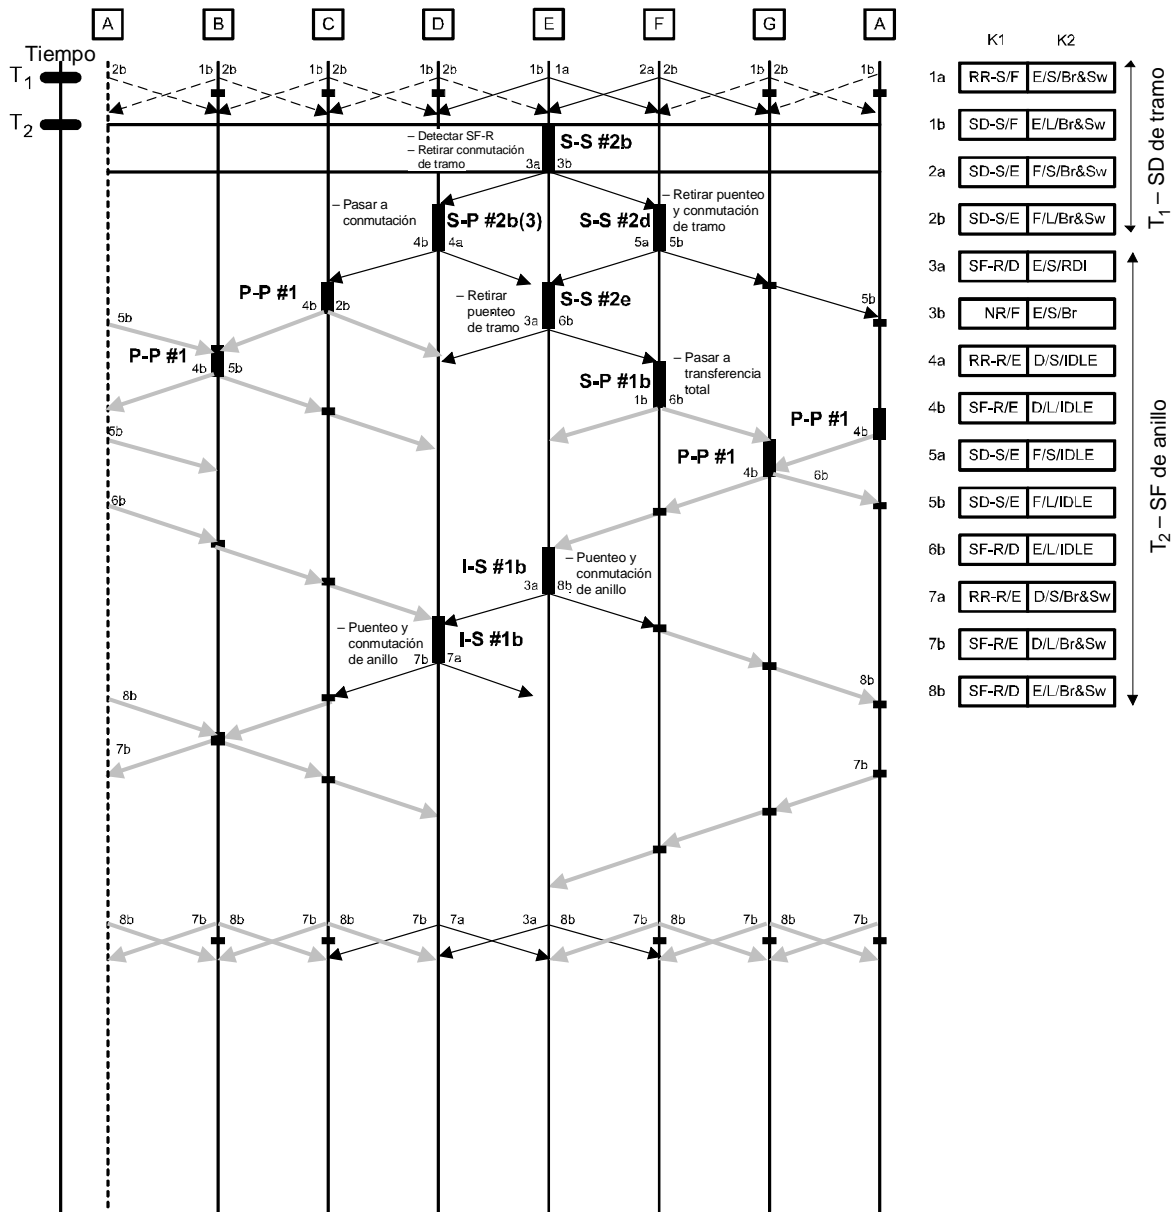 A B C D E F G A
K1 K2
Tiempo
T1
2b 1b 2b 1b 2b 1b 2b 1b 1a 2a 2b 1b 2b 1b
1a RR-S/F E/S/Br&Sw
T2
1b SD-S/F E/L/Br&Sw
– Detectar SF-R
– Retirar conmutación
de tramo
S-S #2b
3a 3b
2a SD-S/E F/S/Br&Sw
T1 – SD de tramo
– Pasar a
conmutación
S-P #2b(3)
4b 4a
S-S #2d
5a 5b
– Retirar puenteo
y conmutación
de tramo
2b SD-S/E F/L/Br&Sw
3a SF-R/D E/S/RDI
P-P #1
4b 2b
– Retirar
puenteo
de tramo
S-S #2e
3a 6b
5b
3b NR/F E/S/Br
5b
P-P #1
4b 5b
S-P #1b
1b 6b
– Pasar a
transferencia
total
4a RR-R/E D/S/IDLE
P-P #1
4b
4b SF-R/E D/L/IDLE
5b
P-P #1
4b 6b
5a SD-S/E F/S/IDLE
6b
5b SD-S/E F/L/IDLE
T2 – SF de anillo
I-S #1b
3a 8b
– Puenteo y
conmutación
de anillo
6b SF-R/D E/L/IDLE
7a RR-R/E D/S/Br&Sw
– Puenteo y
conmutación
de anillo
I-S #1b
7b 7a
7b SF-R/E D/L/Br&Sw
8b
8b
8b SF-R/D E/L/Br&Sw
7b
7b
8b 7b 8b 7b 8b 7b 7a 3a 8b 7b 8b 7b 8b 7b